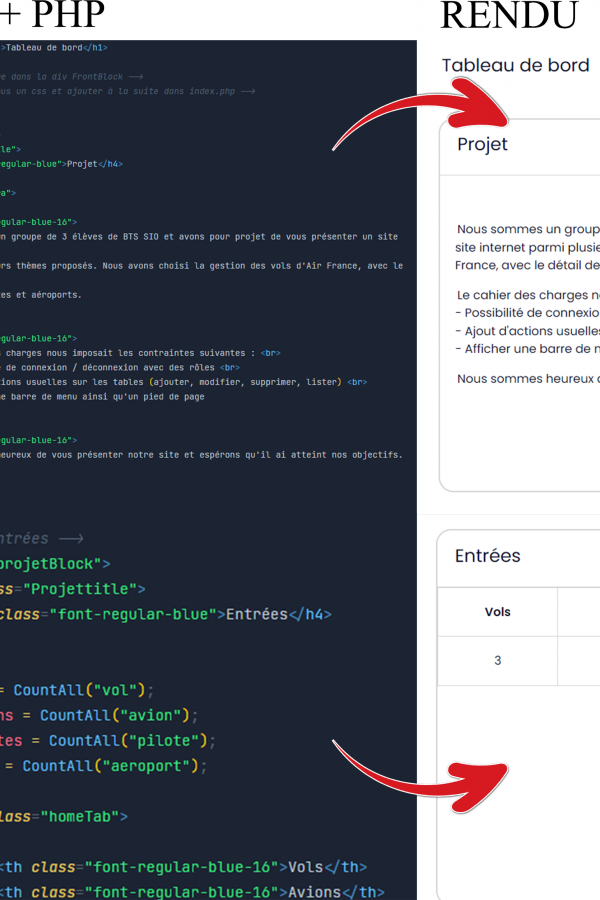 + PHP
>Tableau de bord</h1>
e dans la div FrontBlock -->
us un css et ajouter à la suite dans index.php -->
le">
egular-blue">Projet</h4>
a">
gular-blue-16">
n groupe de 3 élèves de BTS SIO et avons pour projet de vous présenter un site
rs thèmes proposés. Nous avons choisi la gestion des vols d'Air France, avec le
es et aéroports.
gular-blue-16">
charges nous imposait les contraintes suivantes : <br>
de connexion / déconnexion avec des rôles <br>
tions usuelles sur les tables (ajouter, modifier, supprimer, lister) <br>
e barre de menu ainsi qu'un pied de page
gular-blue-16">
eureux de vous présenter notre site et espérons qu'il ai atteint nos objectifs.
ntrées -->
projetBlock">
ss="Projettitle">
class="font-regular-blue">Entrées</h4>
= CountAll("vol");
ns = CountAll("avion");
tes = CountAll("pilote");
= CountAll("aeroport");
lass="homeTab">
<th class="font-regular-blue-16">Vols</th>
<th class="font-regular-blue-16">Avions</th>
RENDU
Tableau de bord
Projet
Nous sommes un group
site internet parmi plusie
France, avec le détail de
Le cahier des charges n
- Possibilité de connexio
- Ajout d'actions usuelles
- Afficher une barre de n
Nous sommes heureux d
Entrées
Vols
3